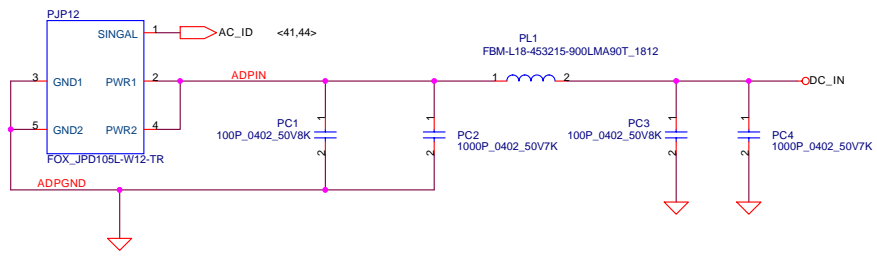 PJP12
SINGAL 1 AC_ID <41,44>
PL1
FBM-L18-453215-900LMA90T_1812
3 GND1 PWR1 2 ADPIN 1 2 DC_IN
5 GND2 PWR2 4
FOX_JPD105L-W12-TR
PC1
100P_0402_50V8K
1
2
PC2
1000P_0402_50V7K
1
2
PC3
100P_0402_50V8K
1
2
PC4
1000P_0402_50V7K
1
2
ADPGND